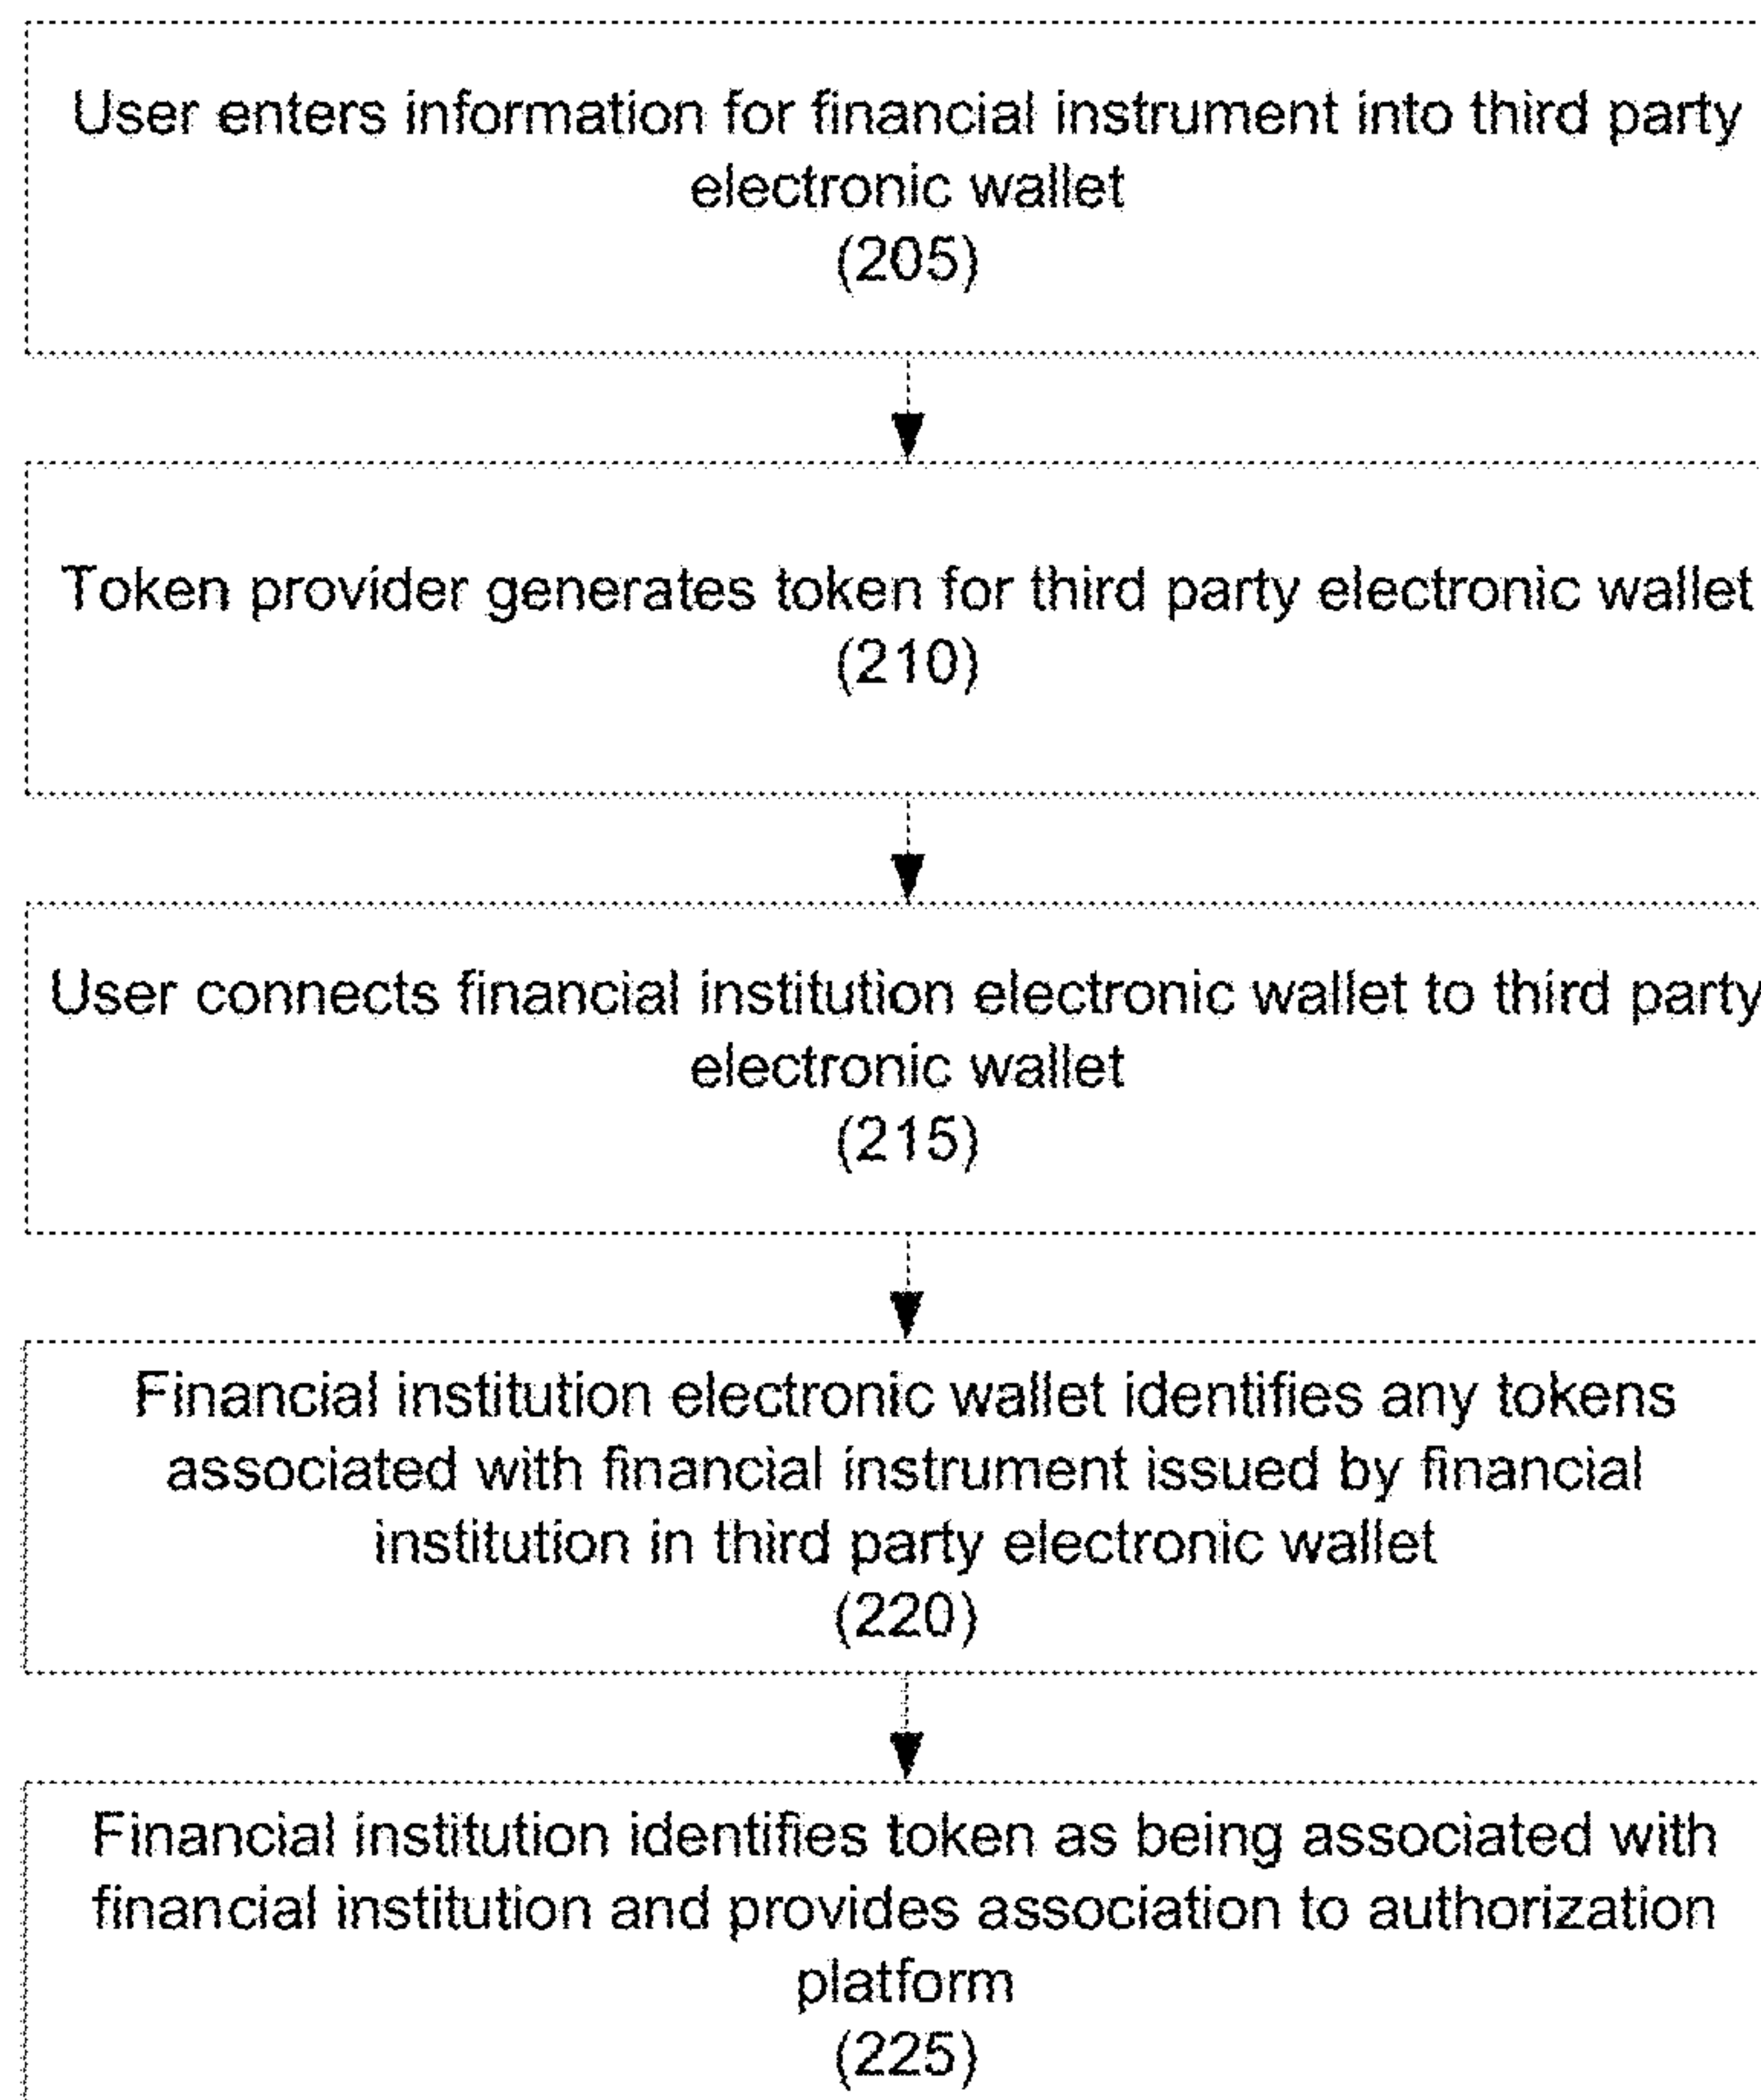 User enters information for financial instrument into third party
electronic wallet
(205)
Token provider generates token for third party electronic wallet
(210)
User connects financial institution electronic wallet to third party
electronic wallet
(215)
Financial institution electronic wallet identifies any tokens
associated with financial instrument issued by financial
institution in third party electronic wallet
(220)
Financial institution identifies token as being associated with
financial institution and provides association to authorization
platform
(225)